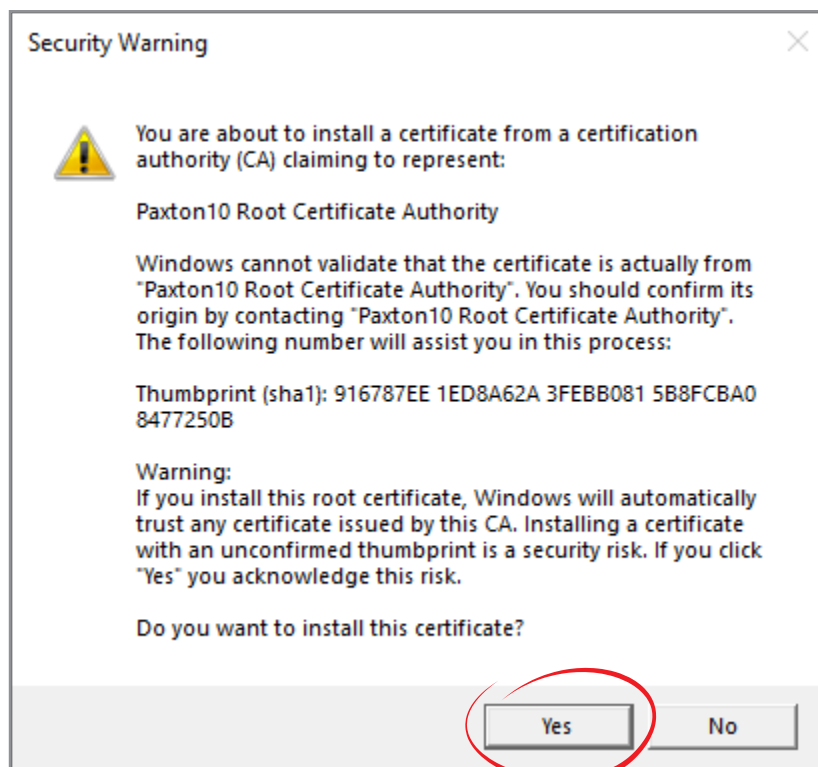 Security Warning
You are about to install a certificate from a certification
authority (CA) claiming to represent:
Paxton10 Root Certificate Authority
Windows cannot validate that the certificate is actually from
"Paxton10 Root Certificate Authority". You should confirm its
origin by contacting "Paxton10 Root Certificate Authority".
The following number will assist you in this process:
Thumbprint (sha1): 916787EE 1ED8A62A 3FEBB081 5B8FCBA0
8477250B
Warning:
If you install this root certificate, Windows will automatically
trust any certificate issued by this CA. Installing a certificate
with an unconfirmed thumbprint is a security risk. If you click
"Yes" you acknowledge this risk.
Do you want to install this certificate?
Yes No